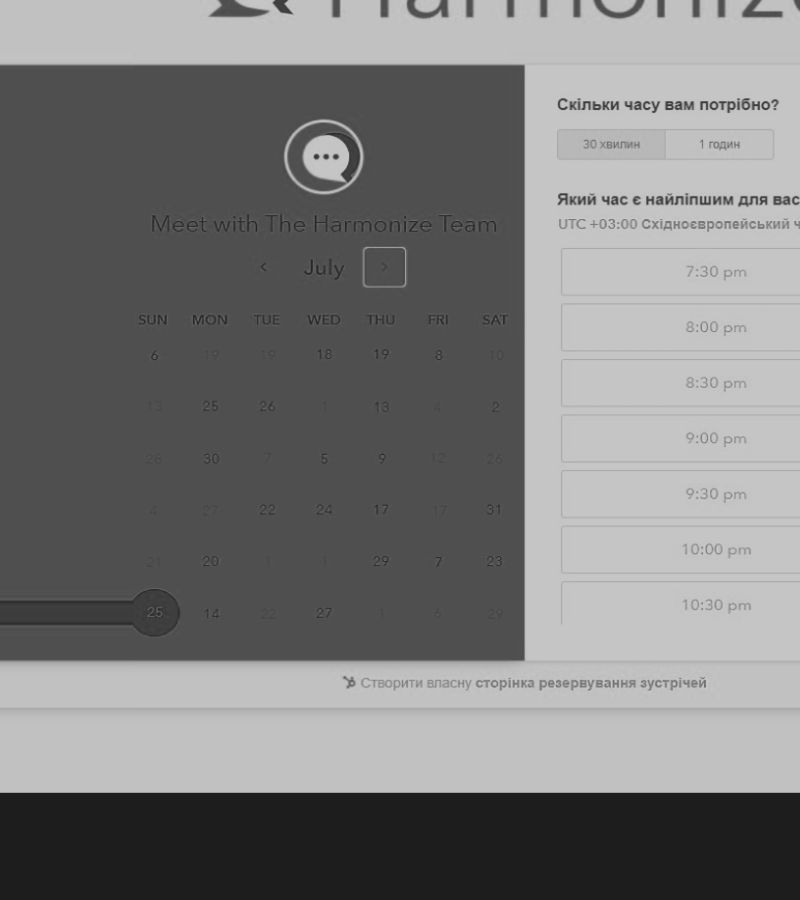 Harmonize
Meet with The Harmonize Team
July
SUN MON TUE WED THU FRI SAT
6 19 19 18 19 8 10
13 25 26 1 13 4 2
28 30 7 5 9 12 26
4 27 22 24 17 17 31
21 20 1 1 29 7 23
25 14 22 27 1 6 29
Скільки часу вам потрібно?
30 хвилин 1 годин
Який час є найліпшим для вас
UTC +03:00 Східноєвропейський ч
7:30 pm
8:00 pm
8:30 pm
9:00 pm
9:30 pm
10:00 pm
10:30 pm
Створити власну сторінка резервування зустрічей